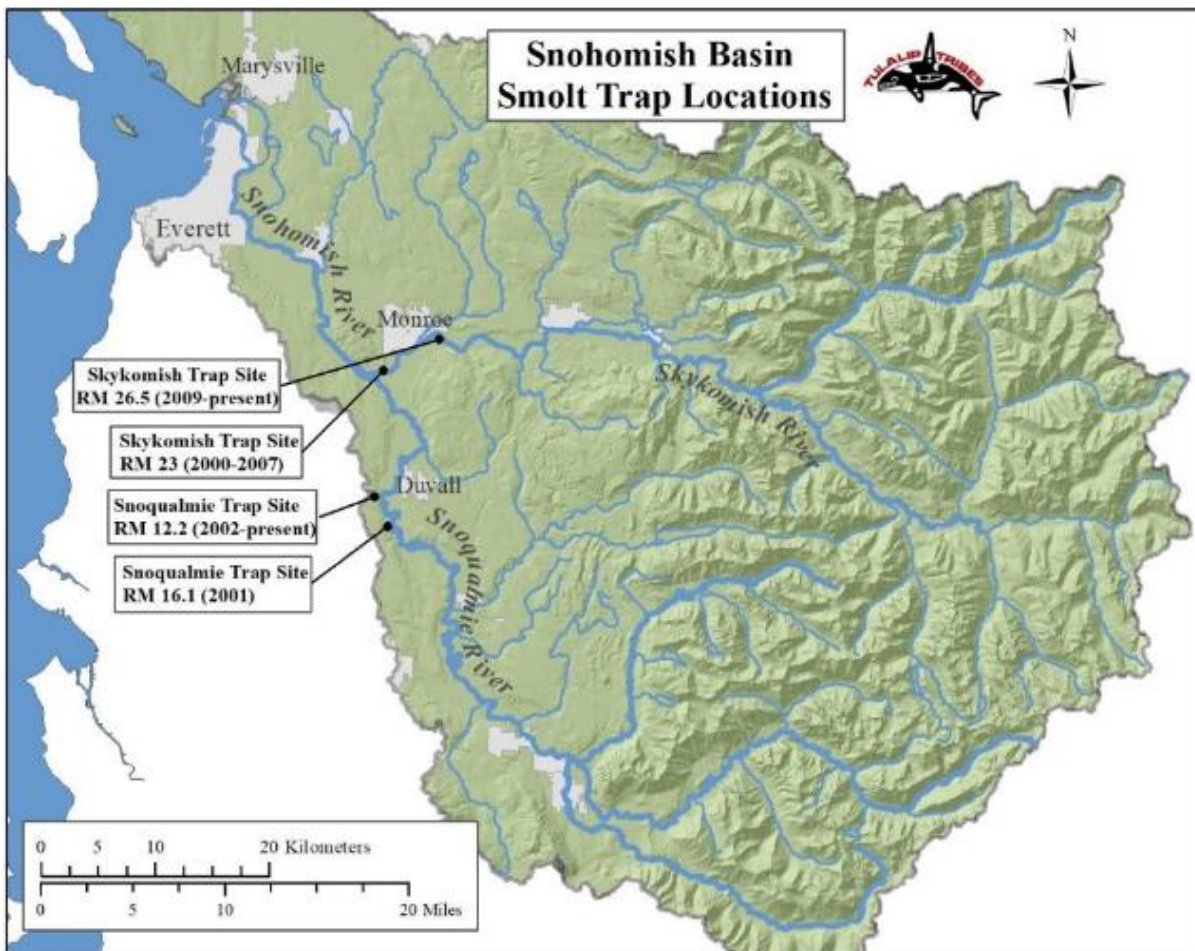 Snohomish Basin
Smolt Trap Locations
TULALIP TRIBES
N
Marysville
Everett
Snohomish River
Monroe
Skykomish Trap Site
RM 26.5 (2009-present)
Skykomish River
Skykomish Trap Site
RM 23 (2000-2007)
Duvall
Snoqualmie Trap Site
RM 12.2 (2002-present)
Snoqualmie River
Snoqualmie Trap Site
RM 16.1 (2001)
0 5 10 20 Kilometers
0 5 10 20 Miles